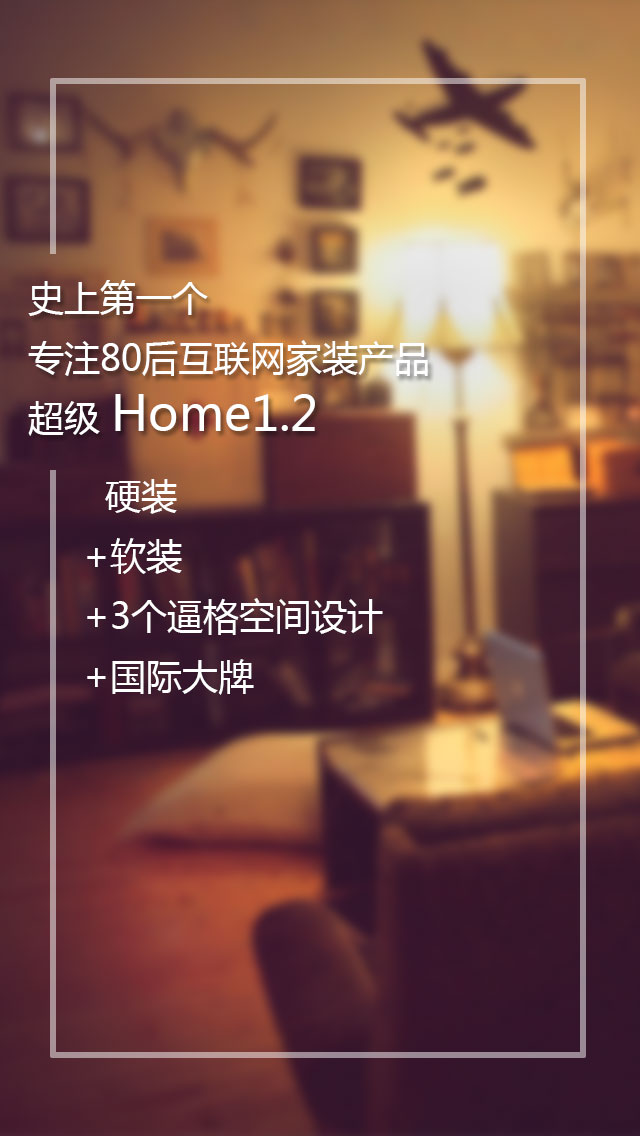 史上第一个
专注80后互联网家装产品
超级 Home1.2
硬装
+软装
+3个逼格空间设计
+国际大牌